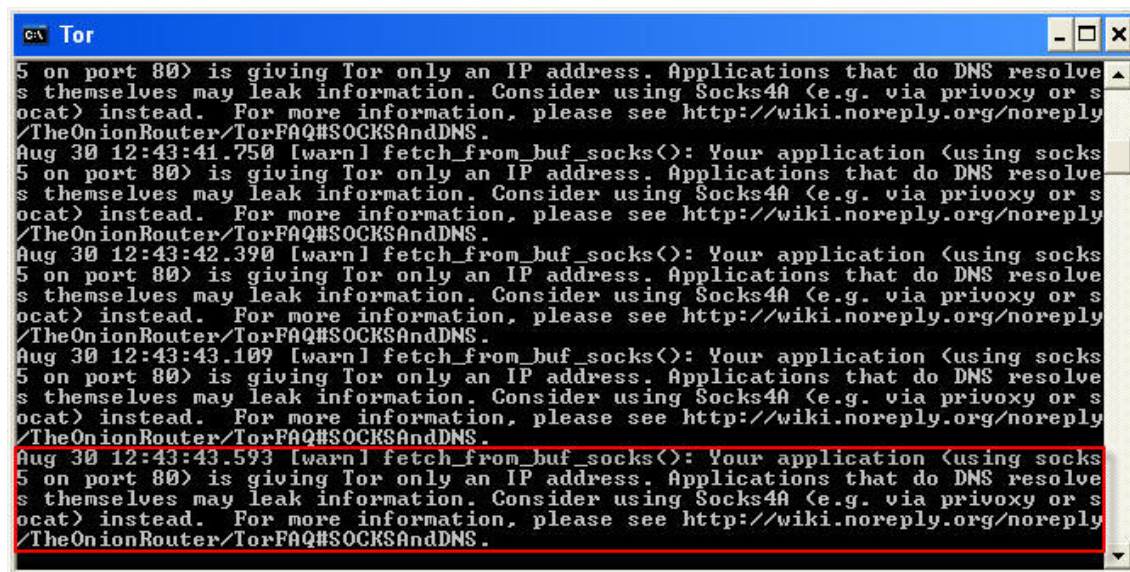 Tor
5 on port 80) is giving Tor only an IP address. Applications that do DNS resolve
s themselves may leak information. Consider using Socks4A (e.g. via privoxy or s
ocat) instead.  For more information, please see http://wiki.noreply.org/noreply
/TheOnionRouter/TorFAQ#SOCKSAndDNS.
Aug 30 12:43:41.750 [warn] fetch_from_buf_socks(): Your application (using socks
5 on port 80) is giving Tor only an IP address. Applications that do DNS resolve
s themselves may leak information. Consider using Socks4A (e.g. via privoxy or s
ocat) instead.  For more information, please see http://wiki.noreply.org/noreply
/TheOnionRouter/TorFAQ#SOCKSAndDNS.
Aug 30 12:43:42.390 [warn] fetch_from_buf_socks(): Your application (using socks
5 on port 80) is giving Tor only an IP address. Applications that do DNS resolve
s themselves may leak information. Consider using Socks4A (e.g. via privoxy or s
ocat) instead.  For more information, please see http://wiki.noreply.org/noreply
/TheOnionRouter/TorFAQ#SOCKSAndDNS.
Aug 30 12:43:43.109 [warn] fetch_from_buf_socks(): Your application (using socks
5 on port 80) is giving Tor only an IP address. Applications that do DNS resolve
s themselves may leak information. Consider using Socks4A (e.g. via privoxy or s
ocat) instead.  For more information, please see http://wiki.noreply.org/noreply
/TheOnionRouter/TorFAQ#SOCKSAndDNS.
Aug 30 12:43:43.593 [warn] fetch_from_buf_socks(): Your application (using socks
5 on port 80) is giving Tor only an IP address. Applications that do DNS resolve
s themselves may leak information. Consider using Socks4A (e.g. via privoxy or s
ocat) instead.  For more information, please see http://wiki.noreply.org/noreply
/TheOnionRouter/TorFAQ#SOCKSAndDNS.